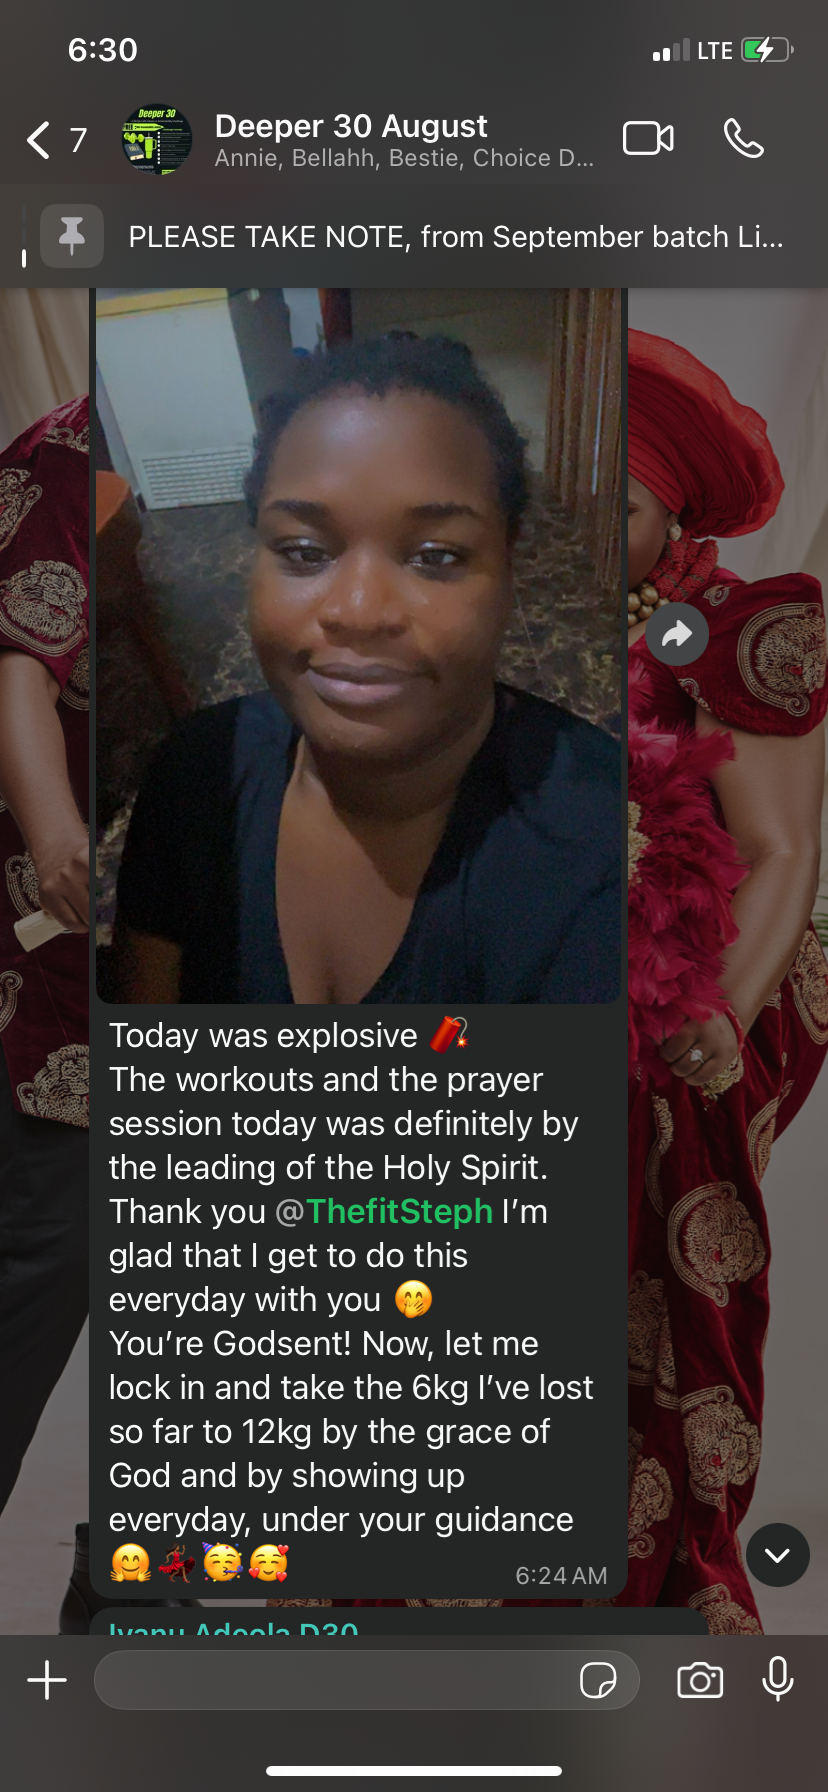 6:30
LTE
7
Deeper 30
Deeper 30 August
Annie, Bellahh, Bestie, Choice D...
PLEASE TAKE NOTE, from September batch Li...
Today was explosive 🧨
The workouts and the prayer
session today was definitely by
the leading of the Holy Spirit.
Thank you @ThefitSteph I’m
glad that I get to do this
everyday with you 🤭
You’re Godsent! Now, let me
lock in and take the 6kg I’ve lost
so far to 12kg by the grace of
God and by showing up
everyday, under your guidance
🤗💃🏿🥳🥰
6:24 AM
Iyanu Adeola D30